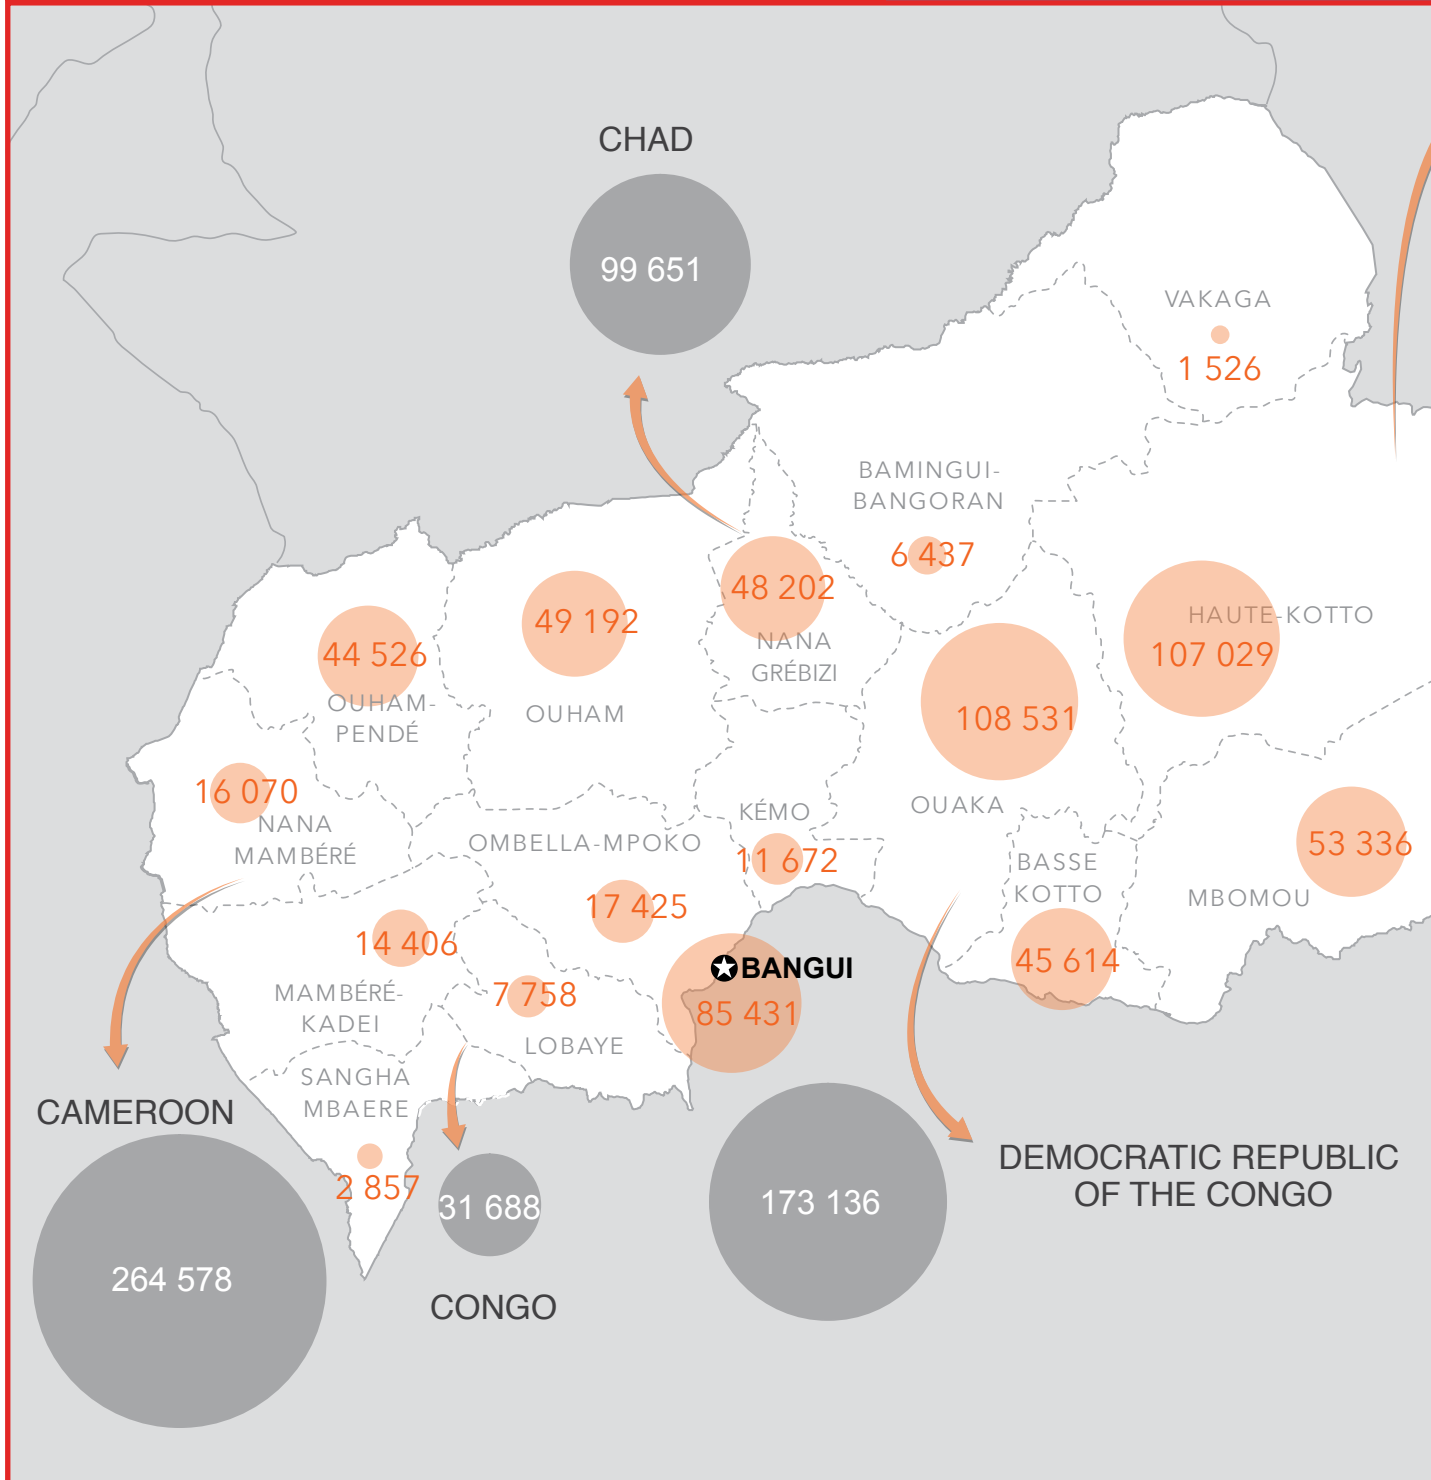 CHAD
99 651
VAKAGA
1 526
BAMINGUI-
BANGORAN
6 437
48 202
NANA
GRÉBIZI
HAUTE-KOTTO
107 029
49 192
OUHAM
44 526
OUHAM-
PENDÉ
108 531
OUAKA
16 070
NANA
MAMBÉRÉ
KÉMO
11 672
OMBELLA-MPOKO
17 425
BASSE
KOTTO
45 614
53 336
MBOMOU
14 406
MAMBÉRÉ-
KADEI
7 758
LOBAYE
BANGUI
85 431
SANGHA
MBAERE
2 857
CAMEROON
264 578
31 688
CONGO
173 136
DEMOCRATIC REPUBLIC
OF THE CONGO